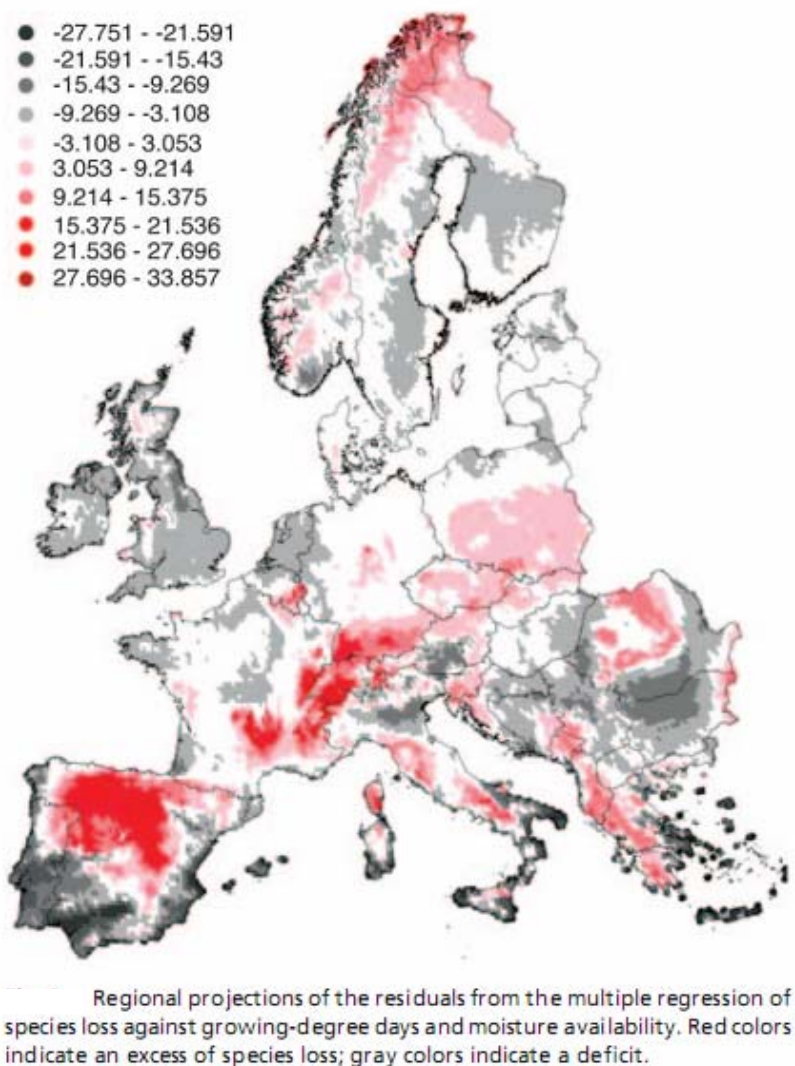 -27.751 - -21.591
-21.591 - -15.43
-15.43 - -9.269
-9.269 - -3.108
-3.108 - 3.053
3.053 - 9.214
9.214 - 15.375
15.375 - 21.536
21.536 - 27.696
27.696 - 33.857
Regional projections of the residuals from the multiple regression of
species loss against growing-degree days and moisture availability. Red colors
indicate an excess of species loss; gray colors indicate a deficit.